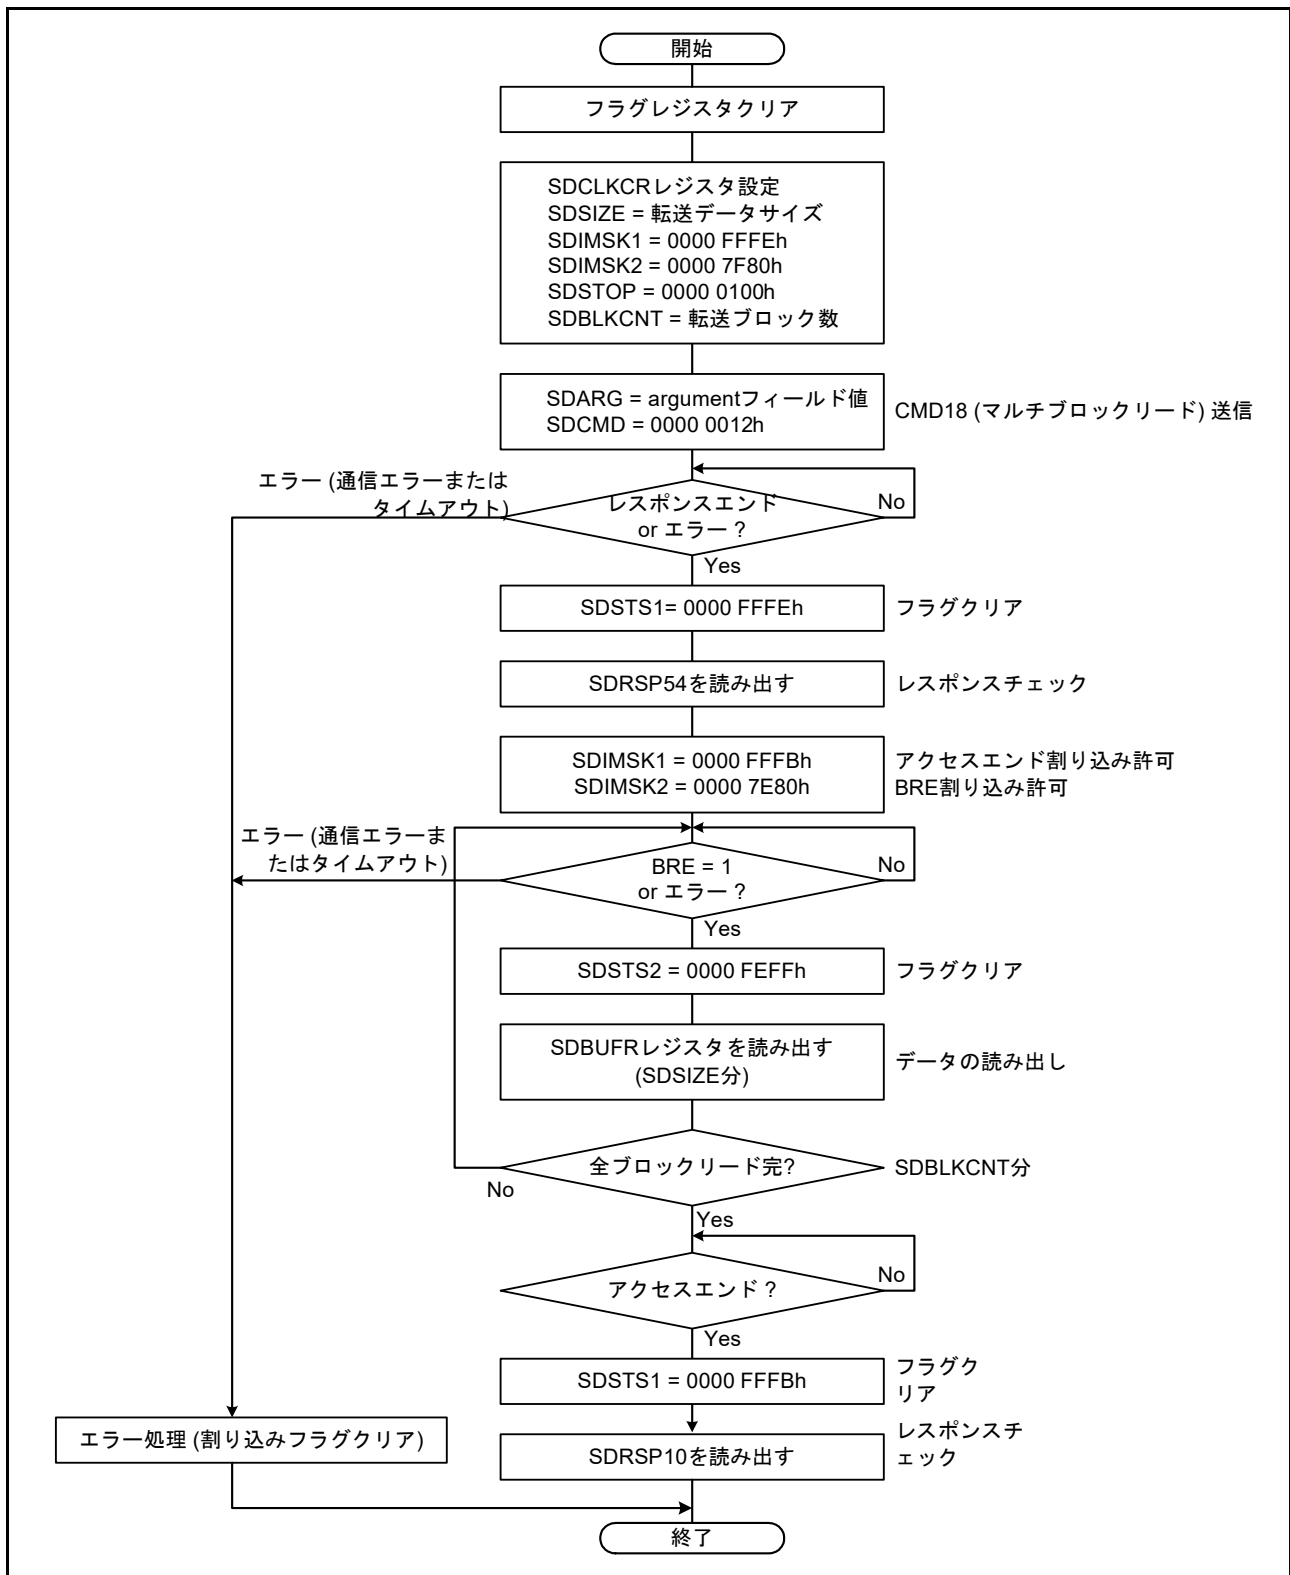 開始
フラグレジスタクリア
SDCLKCRレジスタ設定
SDSIZE = 転送データサイズ
SDIMSK1 = 0000 FFFEh
SDIMSK2 = 0000 7F80h
SDSTOP = 0000 0100h
SDBLKCNT = 転送ブロック数
SDARG = argumentフィールド値
SDCMD = 0000 0012h
CMD18 (マルチブロックリード) 送信
エラー (通信エラーまたは
タイムアウト)
レスポンスエンド
or エラー ?
No
Yes
SDSTS1= 0000 FFFEh
フラグクリア
SDRSP54を読み出す
レスポンスチェック
SDIMSK1 = 0000 FFFBh
SDIMSK2 = 0000 7E80h
アクセスエンド割り込み許可
BRE割り込み許可
エラー (通信エラーま
たはタイムアウト)
BRE = 1
or エラー ?
No
Yes
SDSTS2 = 0000 FEFFh
フラグクリア
SDBUFRレジスタを読み出す
(SDSIZE分)
データの読み出し
全ブロックリード完?
SDBLKCNT分
No
Yes
アクセスエンド ?
No
Yes
SDSTS1 = 0000 FFFBh
フラグク
リア
エラー処理 (割り込みフラグクリア)
SDRSP10を読み出す
レスポンスチ
ェック
終了